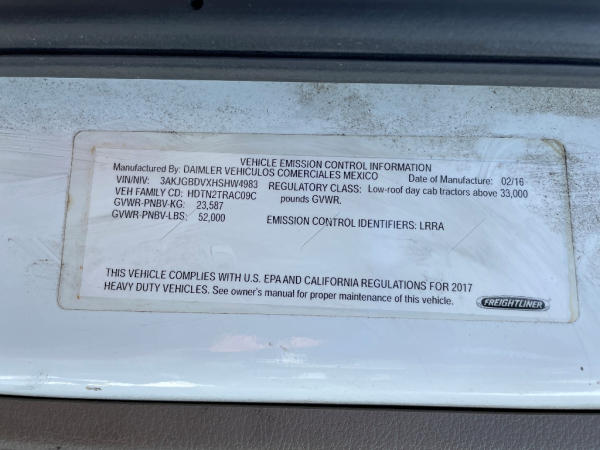 VEHICLE EMISSION CONTROL INFORMATION
Manufactured By: DAIMLER VEHICULOS COMERCIALES MEXICO Date of Manufacture: 02/16
VIN/NIV: 3AKJGBDVXHSHW4983 REGULATORY CLASS: Low-roof day cab tractors above 33,000
VEH FAMILY CD: HDTN2TRAC09C pounds GVWR.
GVWR-PNBV-KG: 23,587
GVWR-PNBV-LBS: 52,000 EMISSION CONTROL IDENTIFIERS: LRRA
THIS VEHICLE COMPLIES WITH U.S. EPA AND CALIFORNIA REGULATIONS FOR 2017
HEAVY DUTY VEHICLES. See owner's manual for proper maintenance of this vehicle.
FREIGHTLINER